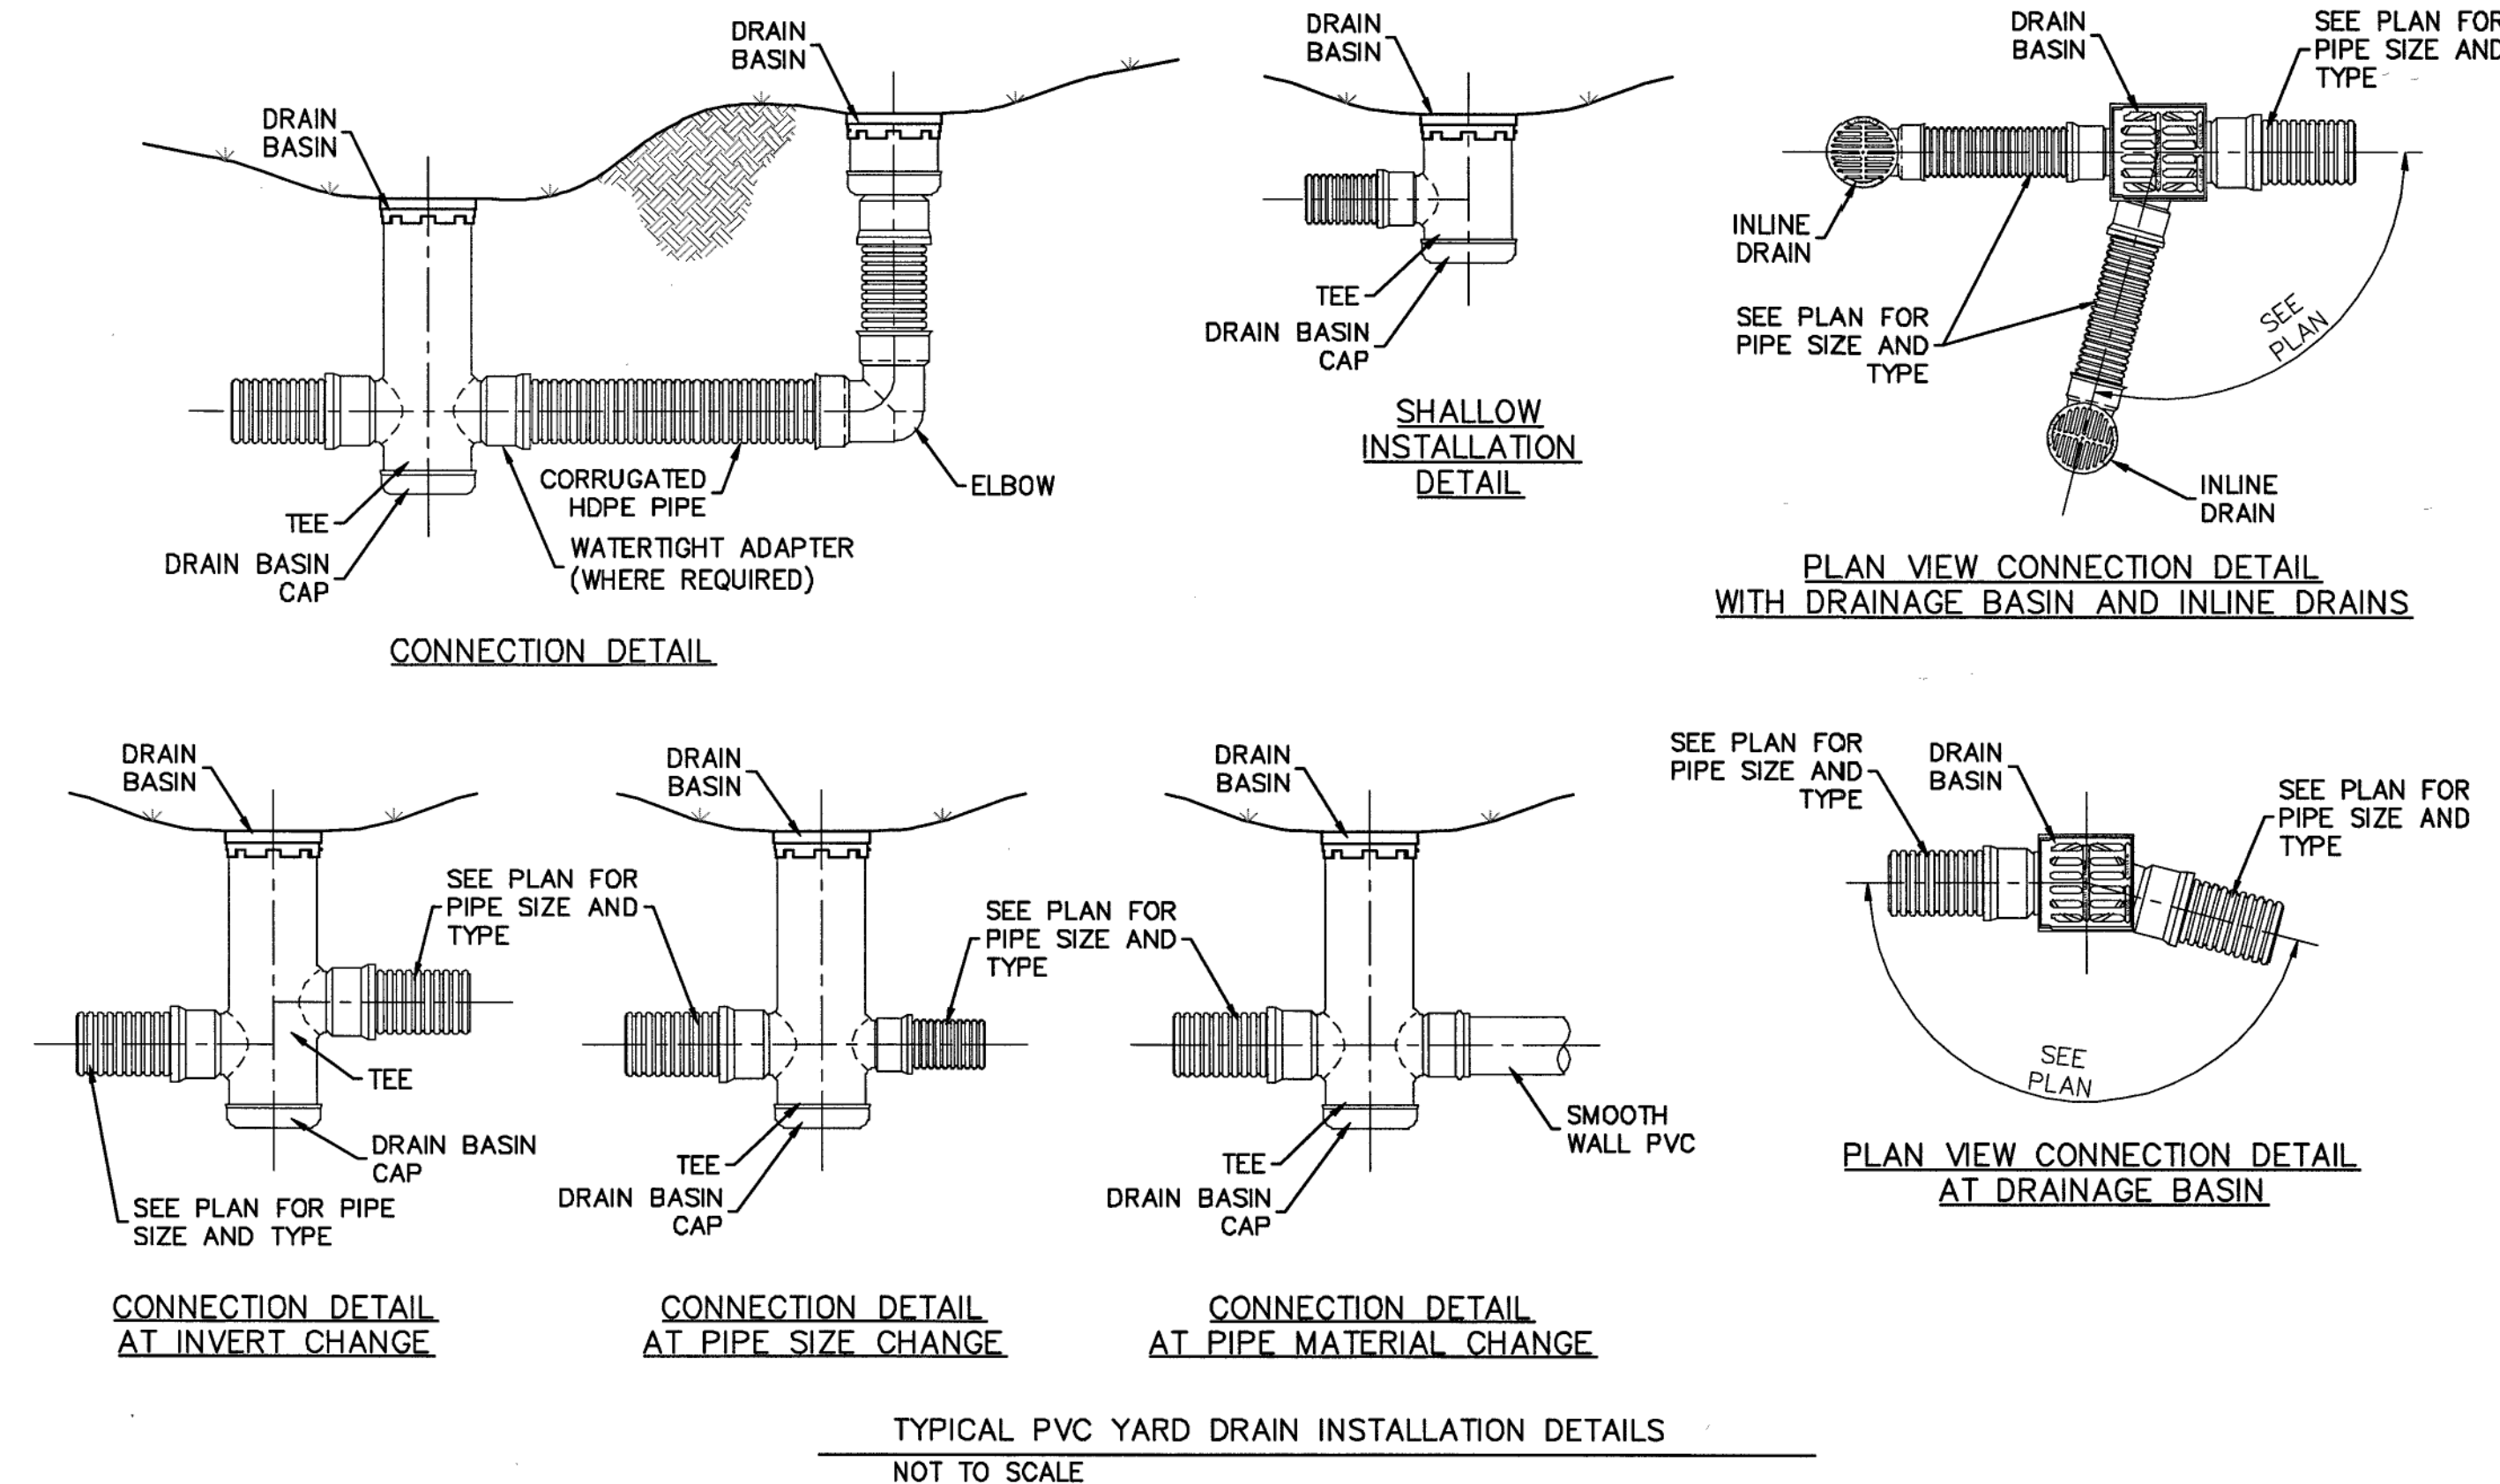 DRAIN
BASIN
DRAIN
BASIN
TEE
DRAIN BASIN
CAP
CORRUGATED
HDPE PIPE
WATERTIGHT ADAPTER
(WHERE REQUIRED)
ELBOW
CONNECTION DETAIL
DRAIN
BASIN
TEE
DRAIN BASIN
CAP
SHALLOW
INSTALLATION
DETAIL
DRAIN
BASIN
SEE PLAN FOR
PIPE SIZE AND
TYPE
INLINE
DRAIN
SEE PLAN FOR
PIPE SIZE AND
TYPE
SEE
PLAN
INLINE
DRAIN
PLAN VIEW CONNECTION DETAIL
WITH DRAINAGE BASIN AND INLINE DRAINS
DRAIN
BASIN
SEE PLAN FOR
PIPE SIZE AND
TYPE
TEE
DRAIN BASIN
CAP
SEE PLAN FOR PIPE
SIZE AND TYPE
CONNECTION DETAIL
AT INVERT CHANGE
DRAIN
BASIN
SEE PLAN FOR
PIPE SIZE AND
TYPE
TEE
DRAIN BASIN
CAP
CONNECTION DETAIL
AT PIPE SIZE CHANGE
DRAIN
BASIN
TEE
DRAIN BASIN
CAP
SMOOTH
WALL PVC
CONNECTION DETAIL
AT PIPE MATERIAL CHANGE
SEE PLAN FOR
PIPE SIZE AND
TYPE
DRAIN
BASIN
SEE PLAN FOR
PIPE SIZE AND
TYPE
SEE
PLAN
PLAN VIEW CONNECTION DETAIL
AT DRAINAGE BASIN
TYPICAL PVC YARD DRAIN INSTALLATION DETAILS
NOT TO SCALE